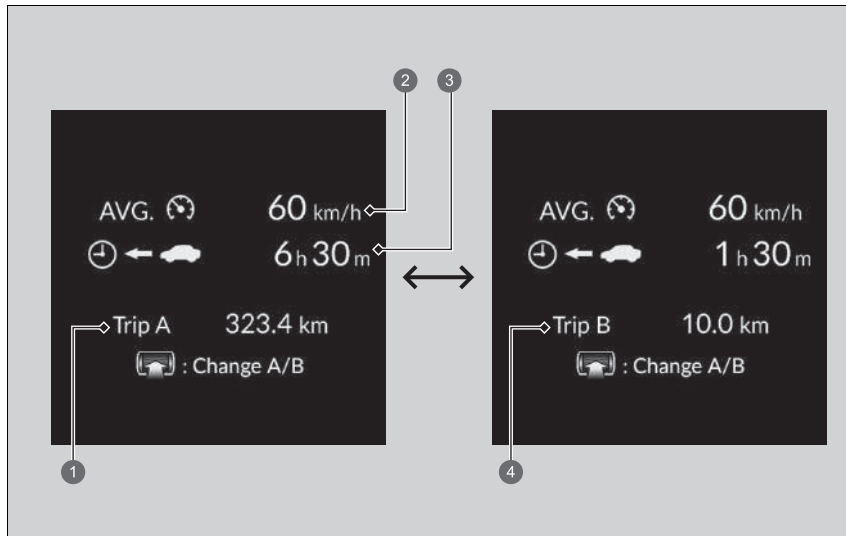 2 3
AVG. 60 km/h
6 h 30 m
Trip A 323.4 km
: Change A/B
1
AVG. 60 km/h
1 h 30 m
Trip B 10.0 km
: Change A/B
4